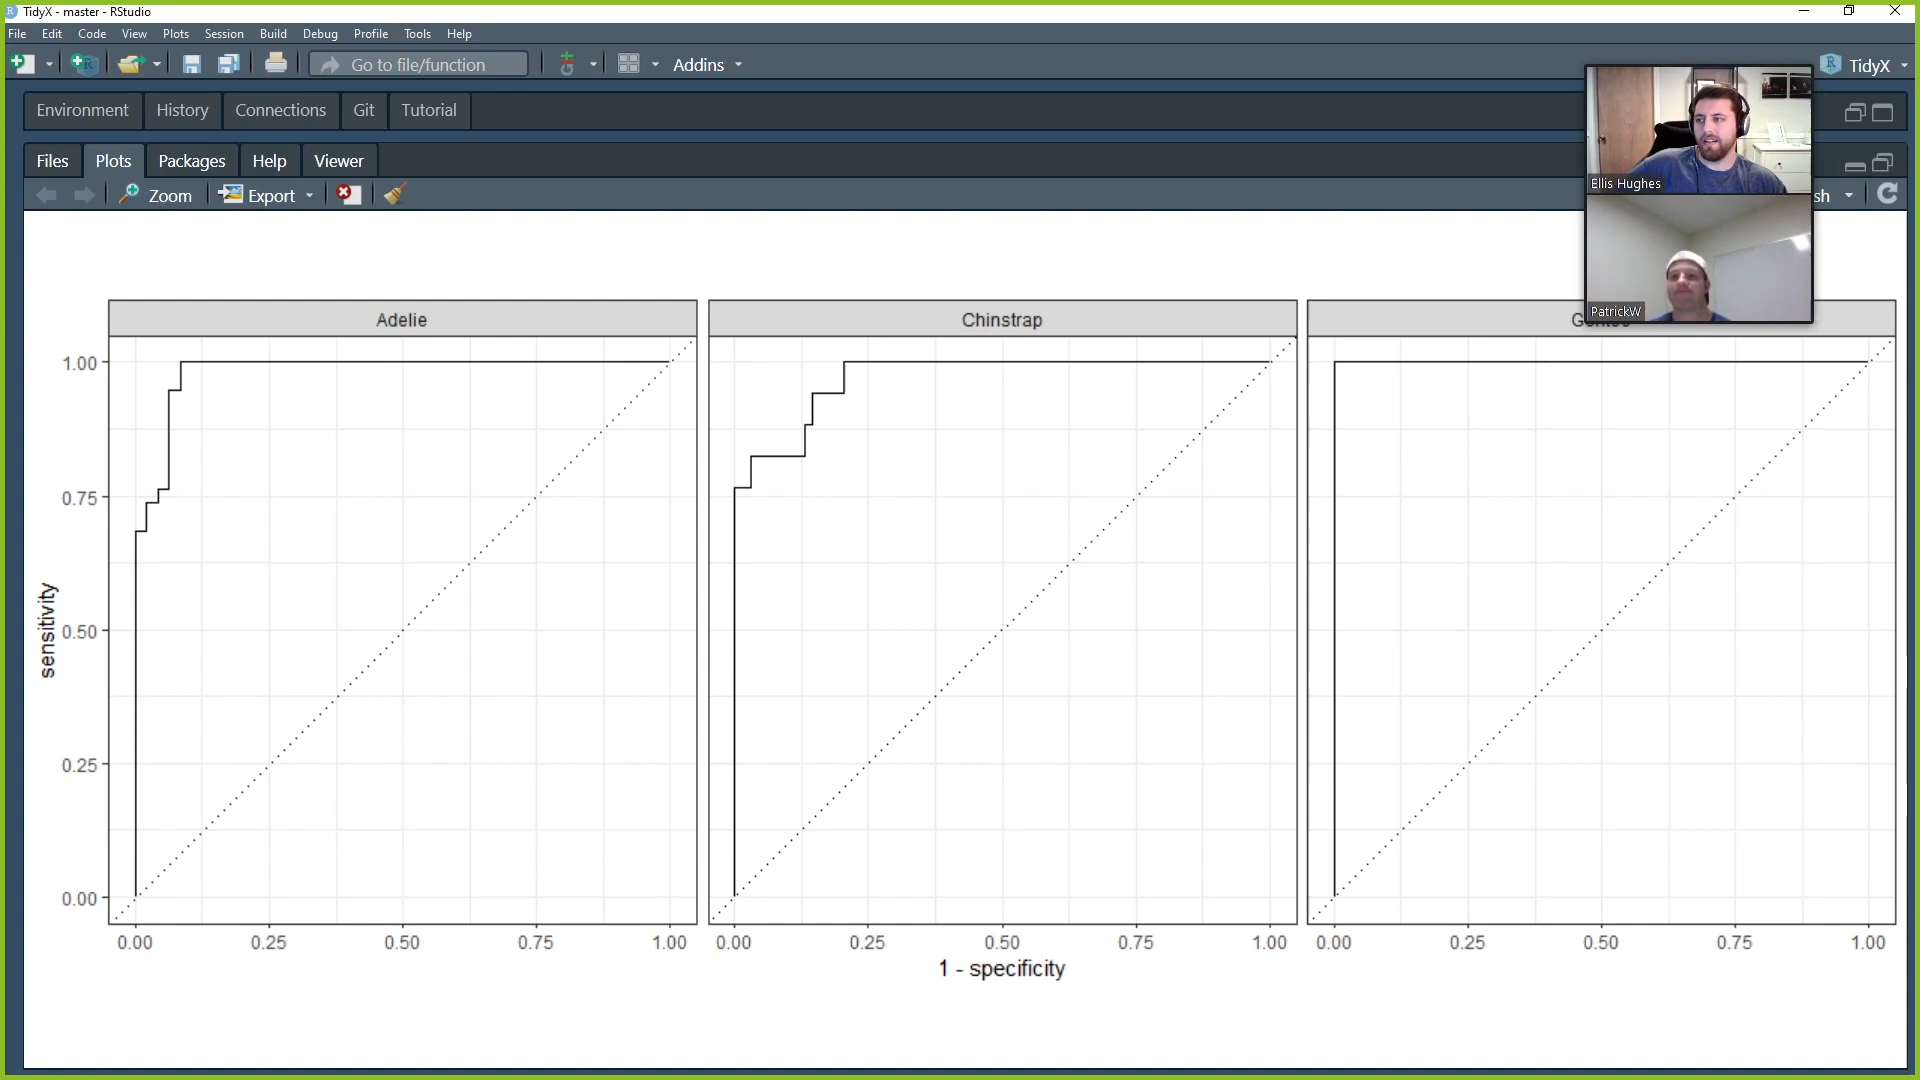 TidyX - master - RStudio
File Edit Code View Plots Session Build Debug Profile Tools Help
Go to file/function Addins TidyX
Environment History Connections Git Tutorial
Files Plots Packages Help Viewer
Zoom Export
Ellis Hughes
PatrickW
Adelie Chinstrap
1.00
0.75
0.50
0.25
0.00
sensitivity
0.00 0.25 0.50 0.75 1.00 0.00 0.25 0.50 0.75 1.00 0.00 0.25 0.50 0.75 1.00
1 - specificity